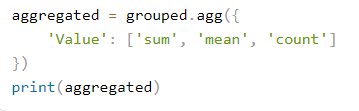 aggregated = grouped.agg({
    'Value': ['sum', 'mean', 'count']
})
print(aggregated)